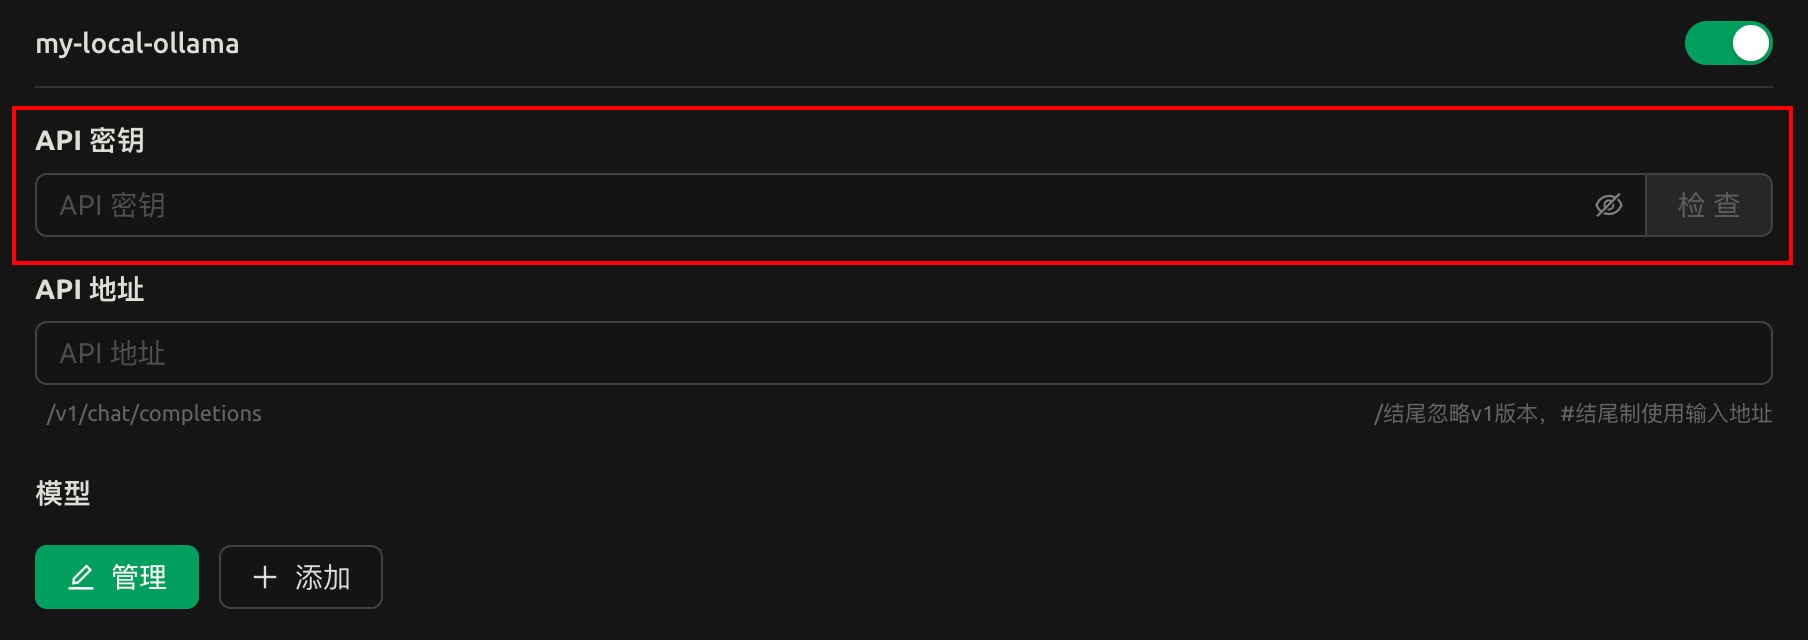 my-local-ollama
API 密钥
API 密钥
检 查
API 地址
API 地址
/v1/chat/completions
/结尾忽略v1版本，#结尾制使用输入地址
模型
管理
添加